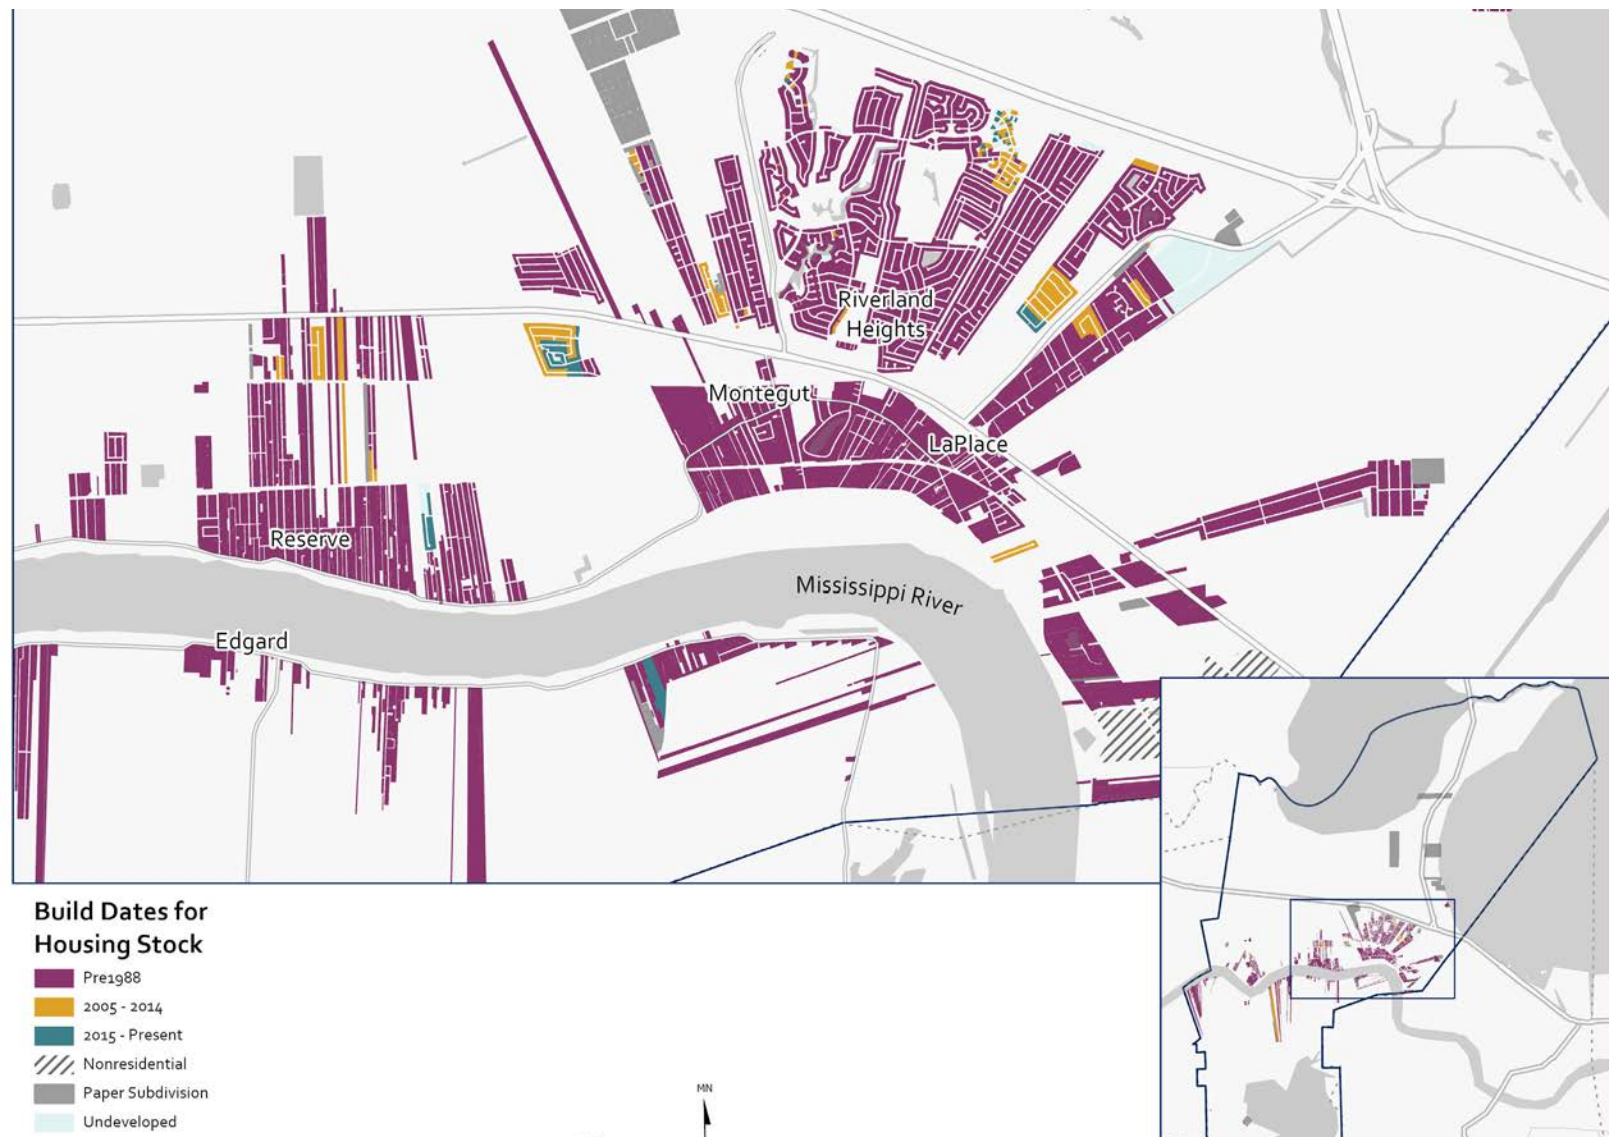 Riverland
Heights
Montegut
LaPlace
Reserve
Mississippi River
Edgard
Build Dates for
Housing Stock
Pre1988
2005 - 2014
2015 - Present
Nonresidential
Paper Subdivision
Undeveloped
MN